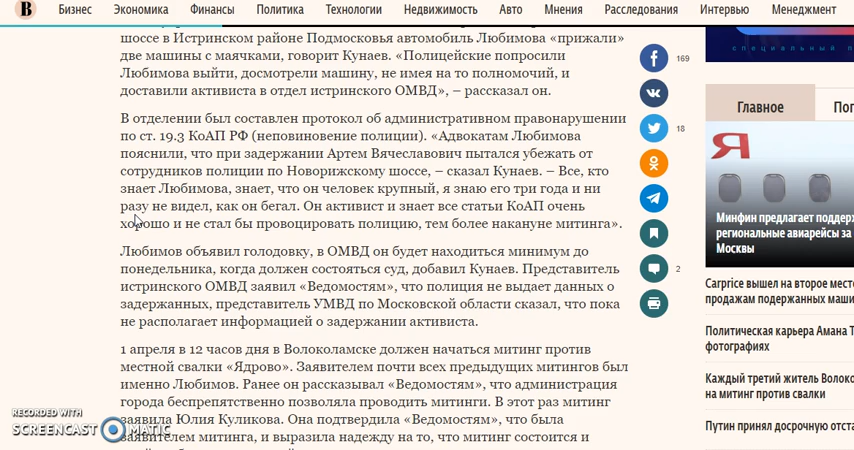 В
Бизнес Экономика Финансы Политика Технологии Недвижимость Авто Мнения Расследования Интервью Менеджмент
шоссе в Истринском районе Подмосковья автомобиль Любимова «прижали»
две машины с маячками, говорит Кунаев. «Полицейские попросили
Любимова выйти, досмотрели машину, не имея на то полномочий, и
доставили активиста в отдел истринского ОМВД», – рассказал он.
В отделении был составлен протокол об административном правонарушении
по ст. 19.3 КоАП РФ (неповиновение полиции). «Адвокатам Любимова
пояснили, что при задержании Артем Вячеславович пытался убежать от
сотрудников полиции по Новорижскому шоссе, – сказал Кунаев. – Все, кто
знает Любимова, знает, что он человек крупный, я знаю его три года и ни
разу не видел, как он бегал. Он активист и знает все статьи КоАП очень
хорошо и не стал бы провоцировать полицию, тем более накануне митинга».
Любимов объявил голодовку, в ОМВД он будет находиться минимум до
понедельника, когда должен состояться суд, добавил Кунаев. Представитель
истринского ОМВД заявил «Ведомостям», что полиция не выдает данных о
задержанных, представитель УМВД по Московской области сказал, что пока
не располагает информацией о задержании активиста.
1 апреля в 12 часов дня в Волоколамске должен начаться митинг против
местной свалки «Ядрово». Заявителем почти всех предыдущих митингов был
именно Любимов. Ранее он рассказывал «Ведомостям», что администрация
города беспрепятственно позволяла проводить митинги. В этот раз митинг
заявила Юлия Куликова. Она подтвердила «Ведомостям», что была
заявителем митинга, и выразила надежду на то, что митинг состоится и
169
18
2
специальный п
Главное
Поп
Я
Минфин предлагает поддерж
региональные авиарейсы за
Москвы
Carprice вышел на второе мест
продажам подержанных маши
Политическая карьера Амана Т
фотографиях
Каждый третий житель Волоко
на митинг против свалки
Путин принял досрочную отста
RECORDED WITH
SCREENCAST MATIC